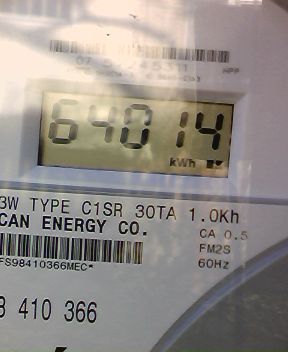 64014
kWh
3W TYPE C1SR 30TA 1.0Kh
CAN ENERGY CO.
CA 0.5
FM2S
FS98410366MEC*
60Hz
8 410 366